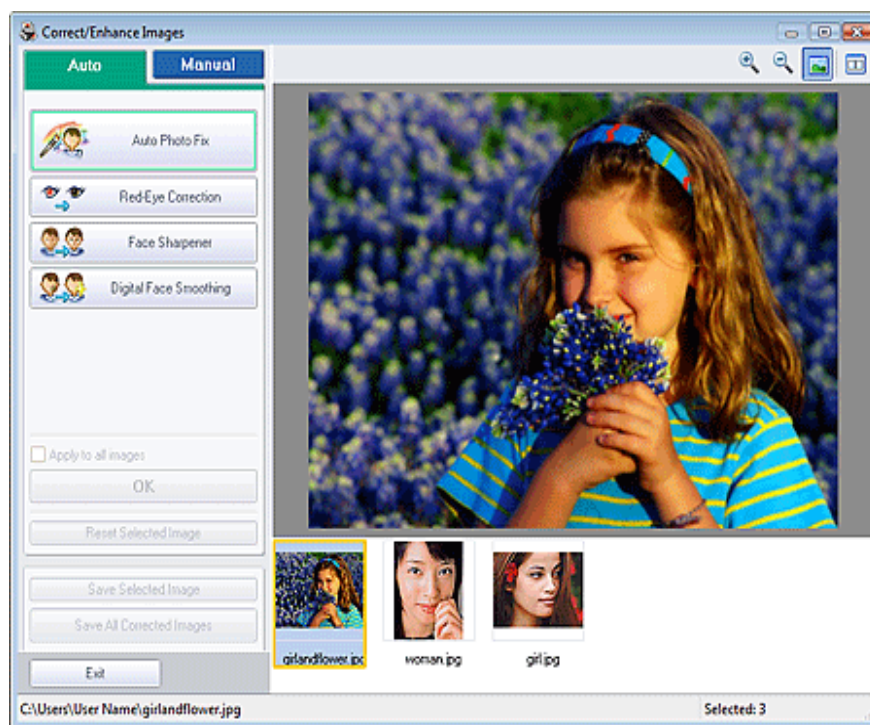 Correct/Enhance Images
Auto
Manual
Auto Photo Fix
Red-Eye Correction
Face Sharpener
Digital Face Smoothing
Apply to all images
OK
Reset Selected Image
Save Selected Image
Save All Corrected Images
Exit
girlandflower.jpg
woman.jpg
girl.jpg
C:\Users\User Name\girlandflower.jpg
Selected: 3